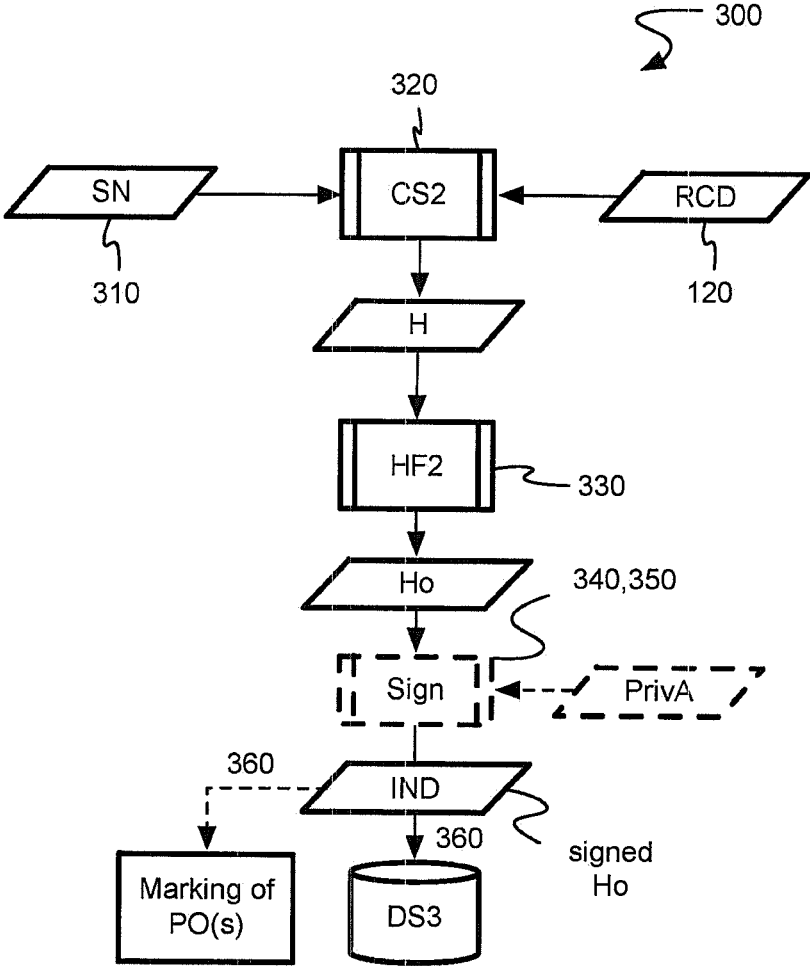 300
320
SN
CS2
RCD
310
120
H
HF2
330
Ho
340,350
Sign
PrivA
360
IND
360
signed
Ho
Marking of
PO(s)
DS3